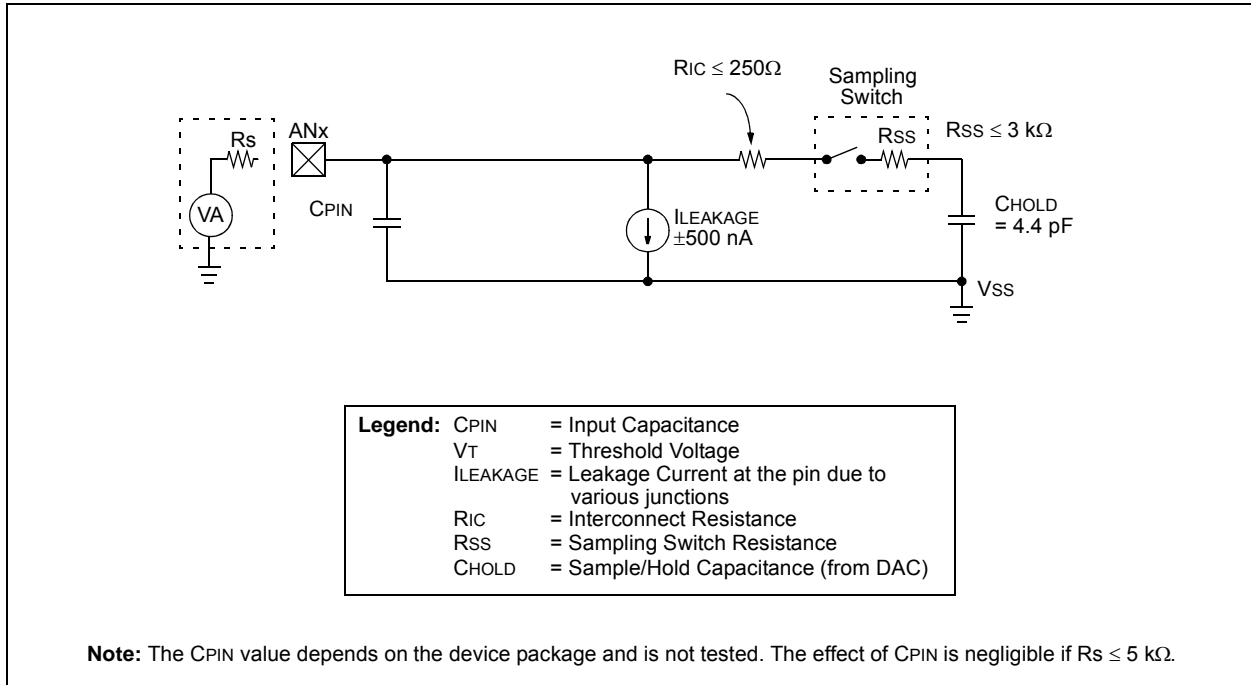 RIC ≤ 250Ω
Sampling
Switch
RS
ANx
RSS
RSS ≤ 3 kΩ
VA
CPIN
ILEAKAGE
±500 nA
CHOLD
= 4.4 pF
VSS
Legend: CPIN = Input Capacitance
VT = Threshold Voltage
ILEAKAGE = Leakage Current at the pin due to
various junctions
RIC = Interconnect Resistance
RSS = Sampling Switch Resistance
CHOLD = Sample/Hold Capacitance (from DAC)
Note: The CPIN value depends on the device package and is not tested. The effect of CPIN is negligible if Rs ≤ 5 kΩ.